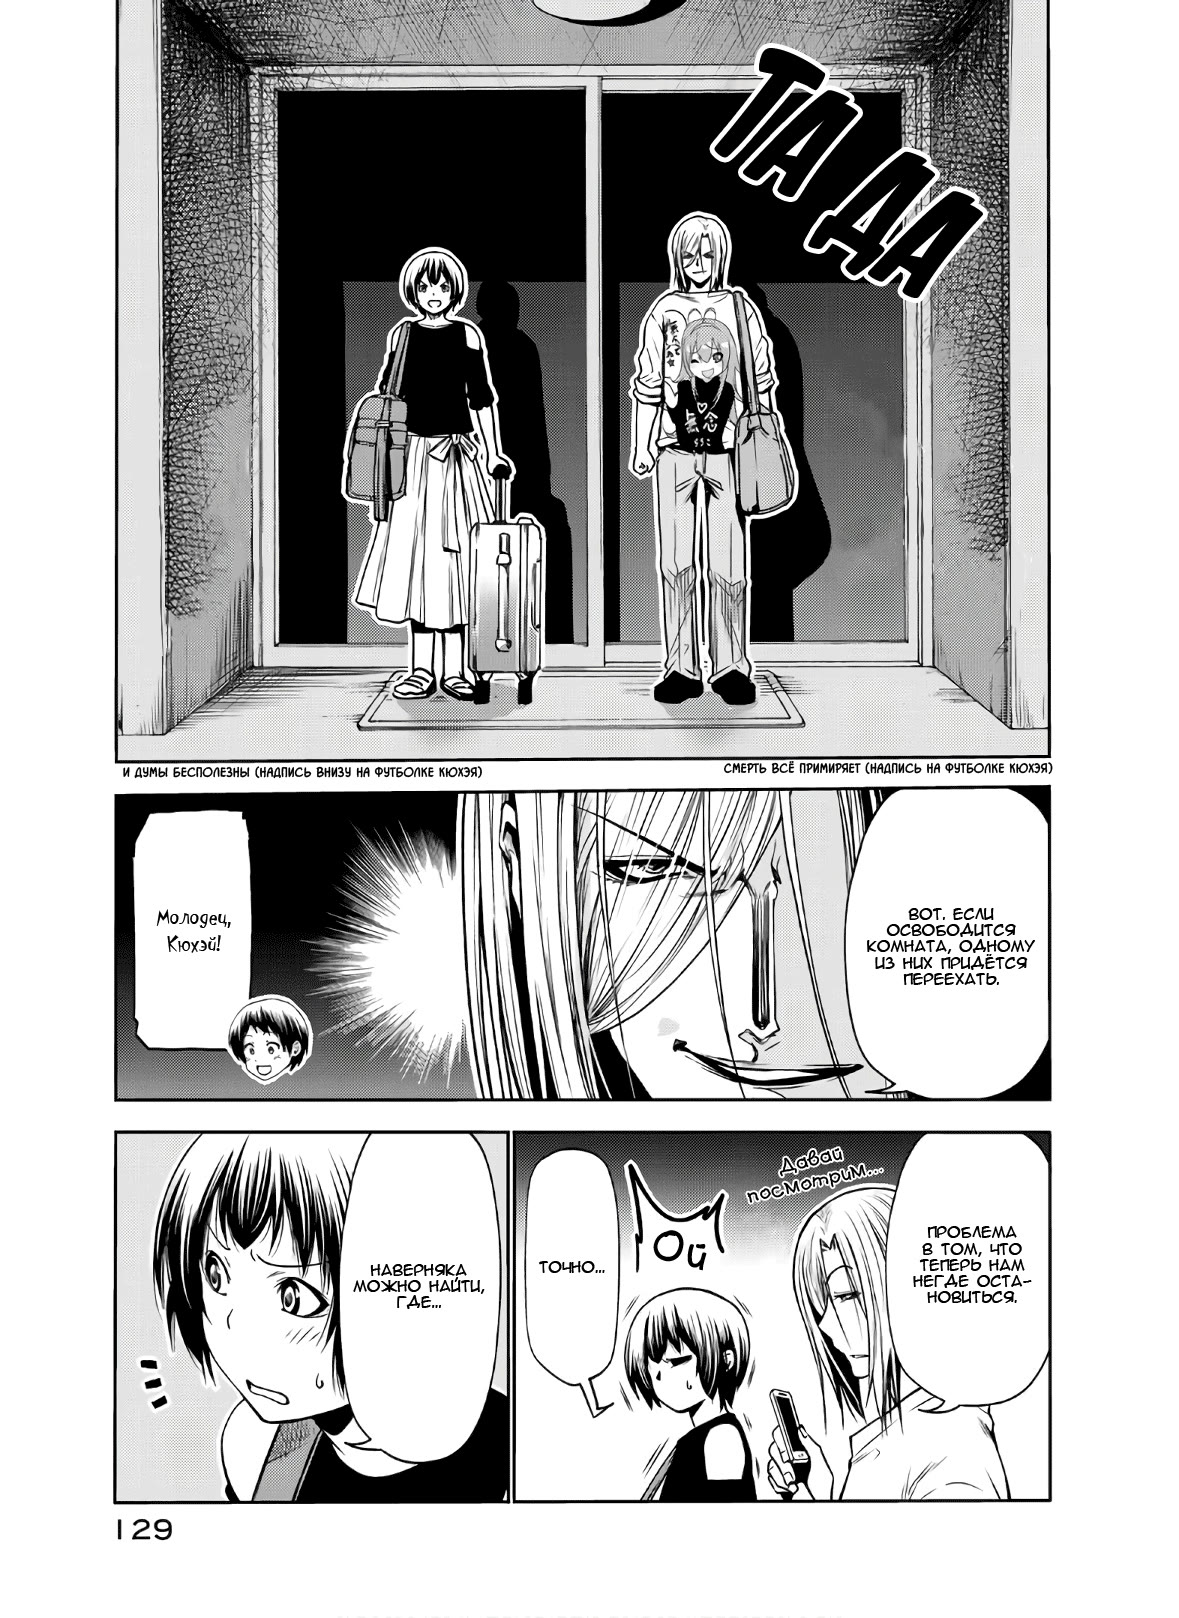 ТА ДА
И ДУМЫ БЕСПОЛЕЗНЫ (НАДПИСЬ ВНИЗУ НА ФУТБОЛКЕ КЮХЭЯ)
СМЕРТЬ ВСЁ ПРИМИРЯЕТ (НАДПИСЬ НА ФУТБОЛКЕ КЮХЭЯ)
ВОТ. ЕСЛИ
ОСВОБОДИТСЯ
КОМНАТА, ОДНОМУ
ИЗ НИХ ПРИДЁТСЯ
ПЕРЕЕХАТЬ.
Молодец,
Кюхэй!
ПРОБЛЕМА
В ТОМ, ЧТО
ТЕПЕРЬ НАМ
НЕГДЕ ОСТА-
НОВИТЬСЯ.
Давай
посмотрим...
Ой
ТОЧНО...
НАВЕРНЯКА
МОЖНО НАЙТИ,
ГДЕ...
129